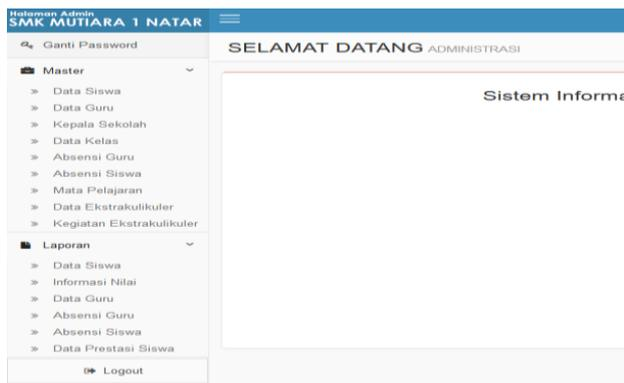 Halaman Admin
SMK MUTIARA 1 NATAR
Ganti Password
Master
Data Siswa
Data Guru
Kepala Sekolah
Data Kelas
Absensi Guru
Absensi Siswa
Mata Pelajaran
Data Ekstrakulikuler
Kegiatan Ekstrakulikuler
Laporan
Data Siswa
Informasi Nilai
Data Guru
Absensi Guru
Absensi Siswa
Data Prestasi Siswa
Logout
SELAMAT DATANG ADMINISTRASI
Sistem Informa